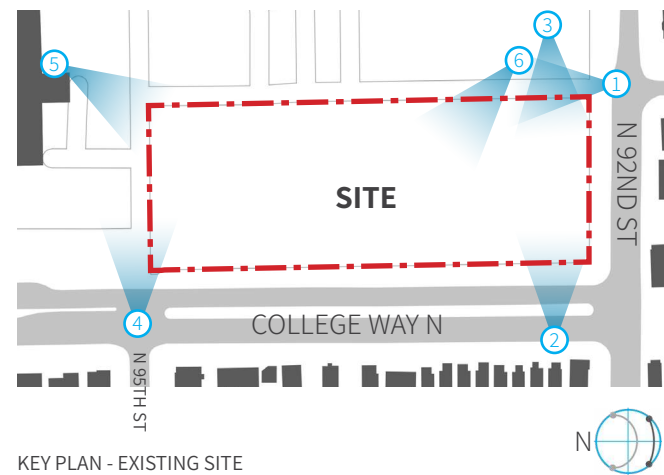 3
5
6
1
N 92ND ST
SITE
4
COLLEGE WAY N
2
N 95TH ST
N
KEY PLAN - EXISTING SITE